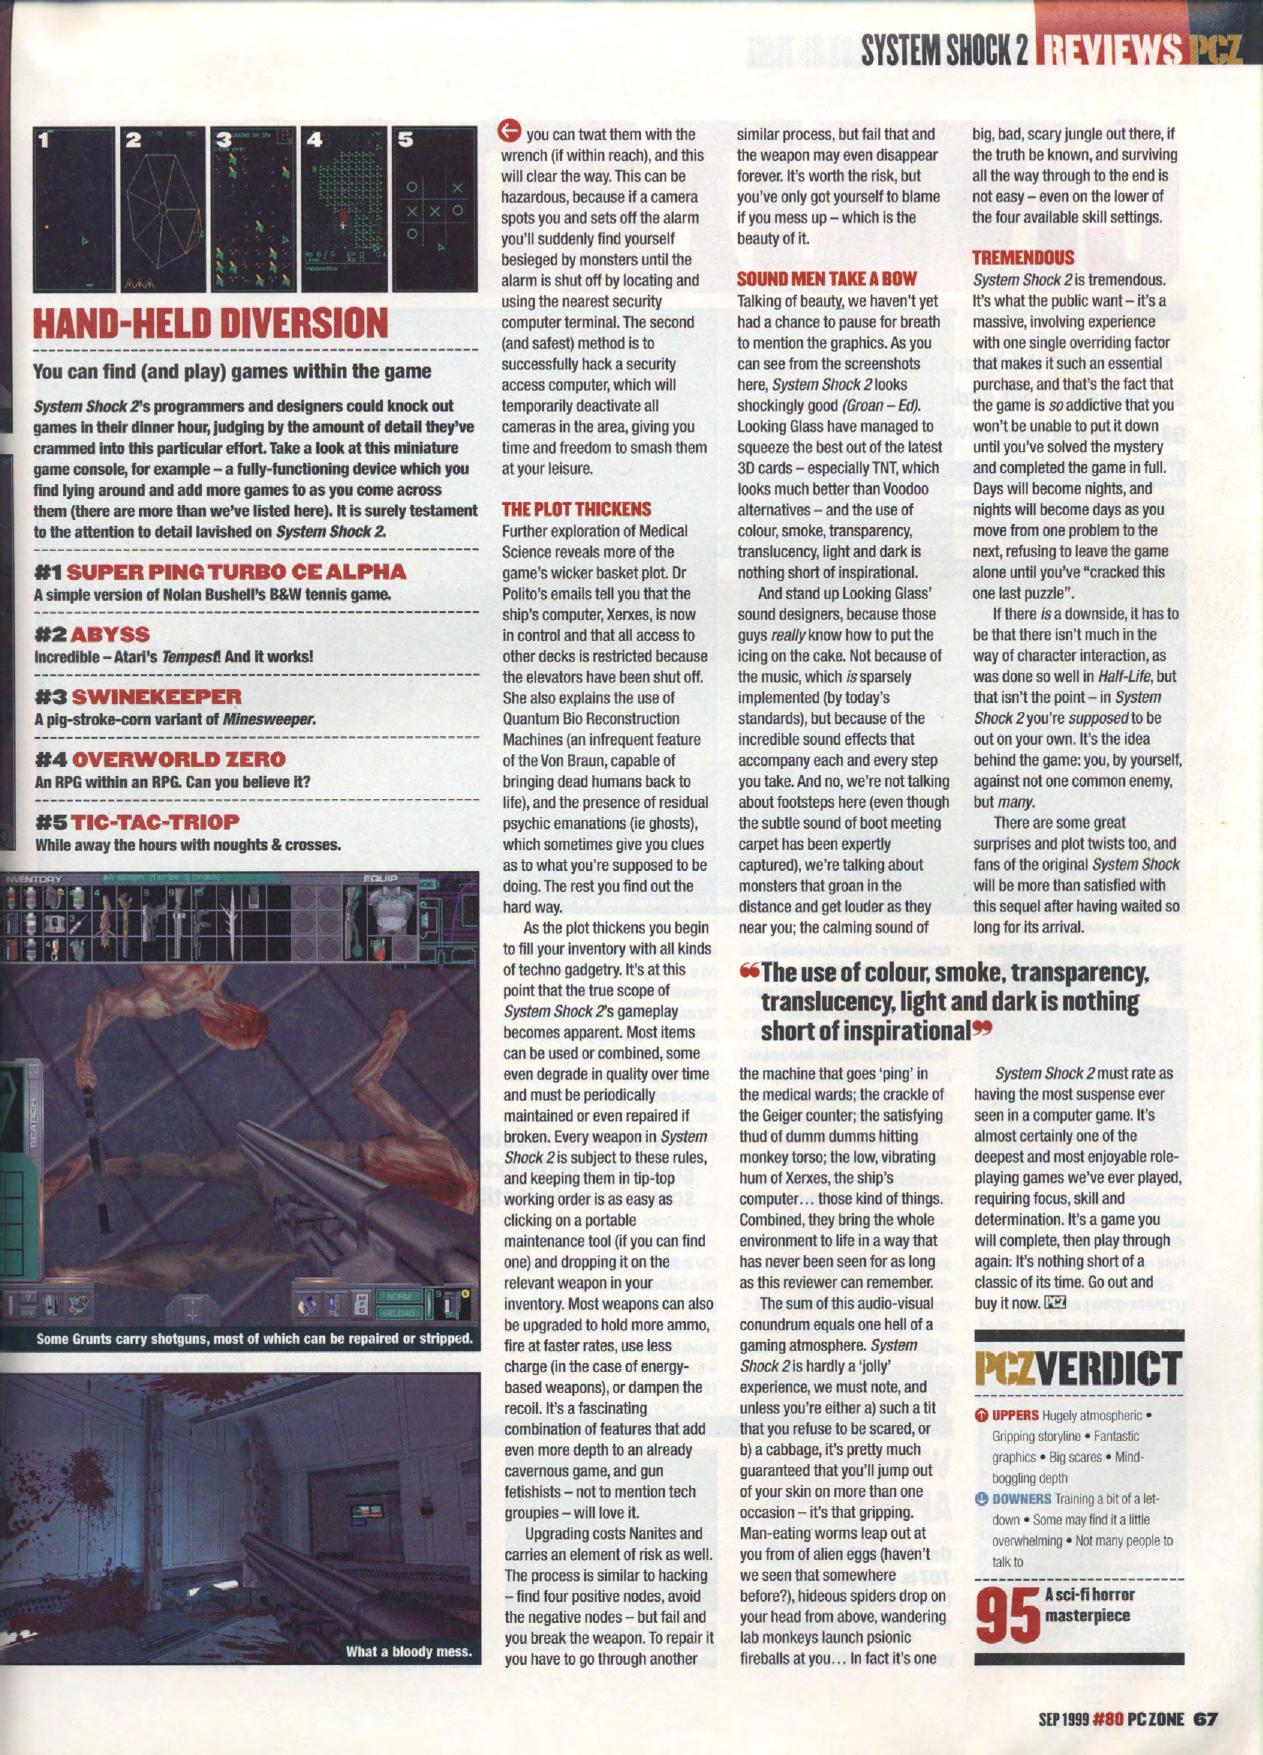 SYSTEM SHOCK 2 REVIEWS PCZ
1
2
3
4
5
HAND-HELD DIVERSION
You can find (and play) games within the game
System Shock 2's programmers and designers could knock out
games in their dinner hour, judging by the amount of detail they've
crammed into this particular effort. Take a look at this miniature
game console, for example – a fully-functioning device which you
find lying around and add more games to as you come across
them (there are more than we've listed here). It is surely testament
to the attention to detail lavished on System Shock 2.
#1 SUPER PING TURBO CE ALPHA
A simple version of Nolan Bushell's B&W tennis game.
#2 ABYSS
Incredible – Atari's Tempest! And it works!
#3 SWINEKEEPER
A pig-stroke-corn variant of Minesweeper.
#4 OVERWORLD ZERO
An RPG within an RPG. Can you believe it?
#5 TIC-TAC-TRIOP
While away the hours with noughts & crosses.
INVENTORY
EQUIP
SEARCH
NORM
RELOAD
Some Grunts carry shotguns, most of which can be repaired or stripped.
What a bloody mess.
you can twat them with the
wrench (if within reach), and this
will clear the way. This can be
hazardous, because if a camera
spots you and sets off the alarm
you'll suddenly find yourself
besieged by monsters until the
alarm is shut off by locating and
using the nearest security
computer terminal. The second
(and safest) method is to
successfully hack a security
access computer, which will
temporarily deactivate all
cameras in the area, giving you
time and freedom to smash them
at your leisure.
THE PLOT THICKENS
Further exploration of Medical
Science reveals more of the
game's wicker basket plot. Dr
Polito's emails tell you that the
ship's computer, Xerxes, is now
in control and that all access to
other decks is restricted because
the elevators have been shut off.
She also explains the use of
Quantum Bio Reconstruction
Machines (an infrequent feature
of the Von Braun, capable of
bringing dead humans back to
life), and the presence of residual
psychic emanations (ie ghosts),
which sometimes give you clues
as to what you're supposed to be
doing. The rest you find out the
hard way.
As the plot thickens you begin
to fill your inventory with all kinds
of techno gadgetry. It's at this
point that the true scope of
System Shock 2's gameplay
becomes apparent. Most items
can be used or combined, some
even degrade in quality over time
and must be periodically
maintained or even repaired if
broken. Every weapon in System
Shock 2 is subject to these rules,
and keeping them in tip-top
working order is as easy as
clicking on a portable
maintenance tool (if you can find
one) and dropping it on the
relevant weapon in your
inventory. Most weapons can also
be upgraded to hold more ammo,
fire at faster rates, use less
charge (in the case of energy-
based weapons), or dampen the
recoil. It's a fascinating
combination of features that add
even more depth to an already
cavernous game, and gun
fetishists – not to mention tech
groupies – will love it.
Upgrading costs Nanites and
carries an element of risk as well.
The process is similar to hacking
– find four positive nodes, avoid
the negative nodes – but fail and
you break the weapon. To repair it
you have to go through another
similar process, but fail that and
the weapon may even disappear
forever. It's worth the risk, but
you've only got yourself to blame
if you mess up – which is the
beauty of it.
SOUND MEN TAKE A BOW
Talking of beauty, we haven't yet
had a chance to pause for breath
to mention the graphics. As you
can see from the screenshots
here, System Shock 2 looks
shockingly good (Groan – Ed).
Looking Glass have managed to
squeeze the best out of the latest
3D cards – especially TNT, which
looks much better than Voodoo
alternatives – and the use of
colour, smoke, transparency,
translucency, light and dark is
nothing short of inspirational.
And stand up Looking Glass'
sound designers, because those
guys really know how to put the
icing on the cake. Not because of
the music, which is sparsely
implemented (by today's
standards), but because of the
incredible sound effects that
accompany each and every step
you take. And no, we're not talking
about footsteps here (even though
the subtle sound of boot meeting
carpet has been expertly
captured), we're talking about
monsters that groan in the
distance and get louder as they
near you; the calming sound of
“The use of colour, smoke, transparency,
translucency, light and dark is nothing
short of inspirational”
the machine that goes 'ping' in
the medical wards; the crackle of
the Geiger counter; the satisfying
thud of dumm dumms hitting
monkey torso; the low, vibrating
hum of Xerxes, the ship's
computer... those kind of things.
Combined, they bring the whole
environment to life in a way that
has never been seen for as long
as this reviewer can remember.
The sum of this audio-visual
conundrum equals one hell of a
gaming atmosphere. System
Shock 2 is hardly a 'jolly'
experience, we must note, and
unless you're either a) such a tit
that you refuse to be scared, or
b) a cabbage, it's pretty much
guaranteed that you'll jump out
of your skin on more than one
occasion – it's that gripping.
Man-eating worms leap out at
you from of alien eggs (haven't
we seen that somewhere
before?), hideous spiders drop on
your head from above, wandering
lab monkeys launch psionic
fireballs at you... In fact it's one
big, bad, scary jungle out there, if
the truth be known, and surviving
all the way through to the end is
not easy – even on the lower of
the four available skill settings.
TREMENDOUS
System Shock 2 is tremendous.
It's what the public want – it's a
massive, involving experience
with one single overriding factor
that makes it such an essential
purchase, and that's the fact that
the game is so addictive that you
won't be unable to put it down
until you've solved the mystery
and completed the game in full.
Days will become nights, and
nights will become days as you
move from one problem to the
next, refusing to leave the game
alone until you've "cracked this
one last puzzle".
If there is a downside, it has to
be that there isn't much in the
way of character interaction, as
was done so well in Half-Life, but
that isn't the point – in System
Shock 2 you're supposed to be
out on your own. It's the idea
behind the game: you, by yourself,
against not one common enemy,
but many.
There are some great
surprises and plot twists too, and
fans of the original System Shock
will be more than satisfied with
this sequel after having waited so
long for its arrival.
System Shock 2 must rate as
having the most suspense ever
seen in a computer game. It's
almost certainly one of the
deepest and most enjoyable role-
playing games we've ever played,
requiring focus, skill and
determination. It's a game you
will complete, then play through
again: It's nothing short of a
classic of its time. Go out and
buy it now. PCZ
PCZVERDICT
UPPERS Hugely atmospheric •
Gripping storyline • Fantastic
graphics • Big scares • Mind-
boggling depth
DOWNERS Training a bit of a let-
down • Some may find it a little
overwhelming • Not many people to
talk to
95 A sci-fi horror
masterpiece
SEP 1999 #80 PC ZONE 67